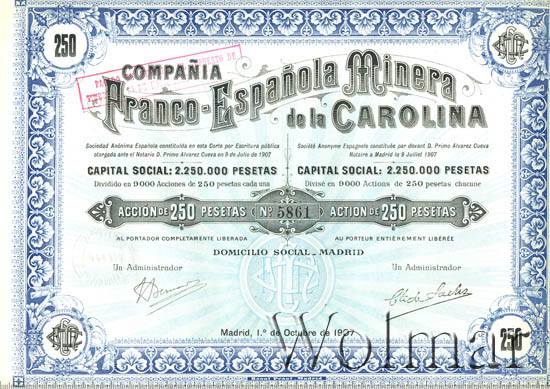 250
COMPAÑIA
Franco-Española Minera
de la CAROLINA
Sociedad Anónima Española constituida en esta Corte por Escritura pública
otorgada ante el Notario D. Primo Alvarez Cueva en 9 de Julio de 1907
CAPITAL SOCIAL: 2.250.000 PESETAS
Dividido en 9000 Acciones de 250 pesetas cada una
Société Anonyme Espagnole constituée par devant D. Primo Alvarez Cueva
Notaire à Madrid le 9 Juillet 1907
CAPITAL SOCIAL: 2.250.000 PESETAS
Divisé en 9000 Actions de 250 pesetas chacune
ACCIÓN DE 250 PESETAS Nº 5861 ACTION DE 250 PESETAS
AL PORTADOR COMPLETAMENTE LIBERADA
AU PORTEUR ENTIÈREMENT LIBÉRÉE
DOMICILIO SOCIAL_MADRID
Un Administrador
Un Administrador
Madrid, 1.º de Octubre de 1907
250
Wolmar